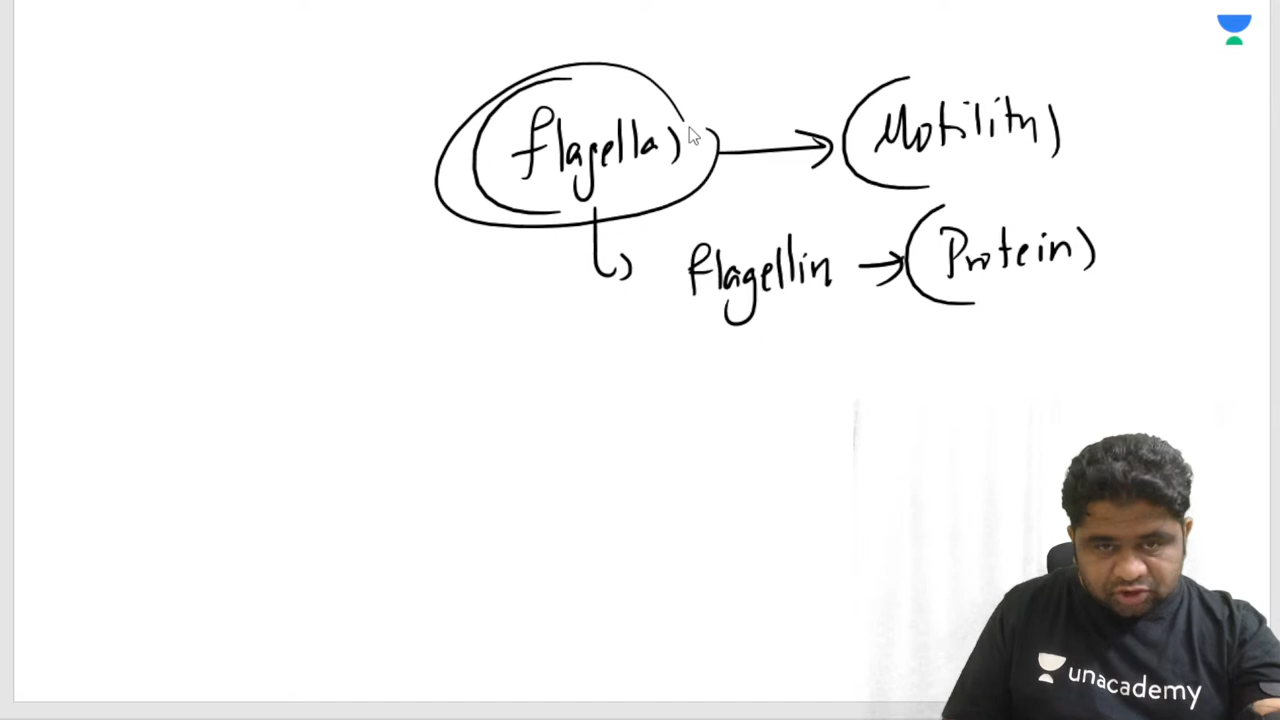 flagella) → (Motility)
↳ flagellin → (Protein)
unacademy